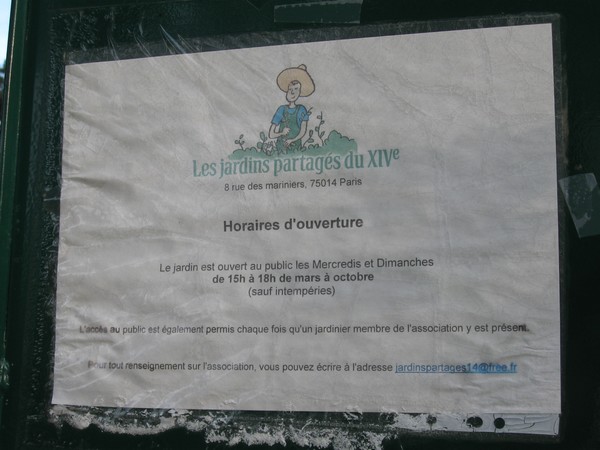 Les jardins partagés du XIVe
8 rue des mariniers, 75014 Paris
Horaires d'ouverture
Le jardin est ouvert au public les Mercredis et Dimanches
de 15h à 18h de mars à octobre
(sauf intempéries)
L'accès au public est également permis chaque fois qu'un jardinier membre de l'association y est présent.
Pour tout renseignement sur l'association, vous pouvez écrire à l'adresse jardinspartages14@free.fr